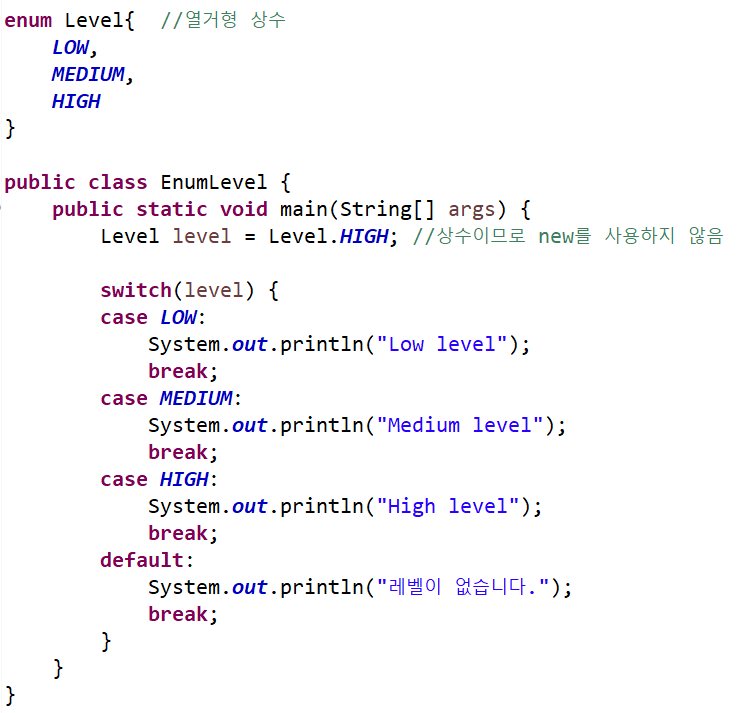 enum Level{  //열거형 상수
    LOW,
    MEDIUM,
    HIGH
}

public class EnumLevel {
    public static void main(String[] args) {
        Level level = Level.HIGH; //상수이므로 new를 사용하지 않음

        switch(level) {
        case LOW:
            System.out.println("Low level");
            break;
        case MEDIUM:
            System.out.println("Medium level");
            break;
        case HIGH:
            System.out.println("High level");
            break;
        default:
            System.out.println("레벨이 없습니다.");
            break;
        }
    }
}